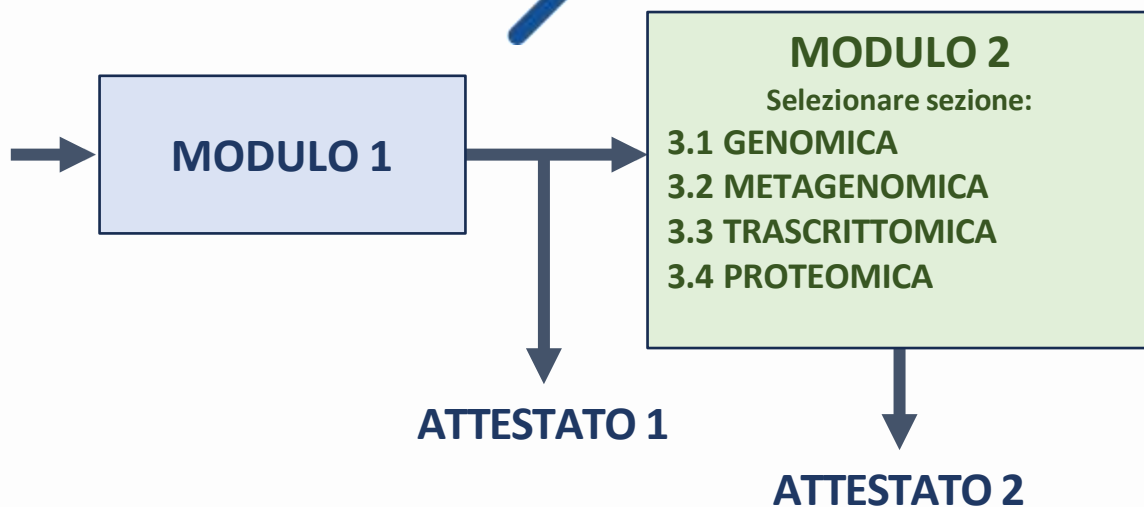 MODULO 1
MODULO 2
Selezionare sezione:
3.1 GENOMICA
3.2 METAGENOMICA
3.3 TRASCRITTOMICA
3.4 PROTEOMICA
ATTESTATO 1
ATTESTATO 2